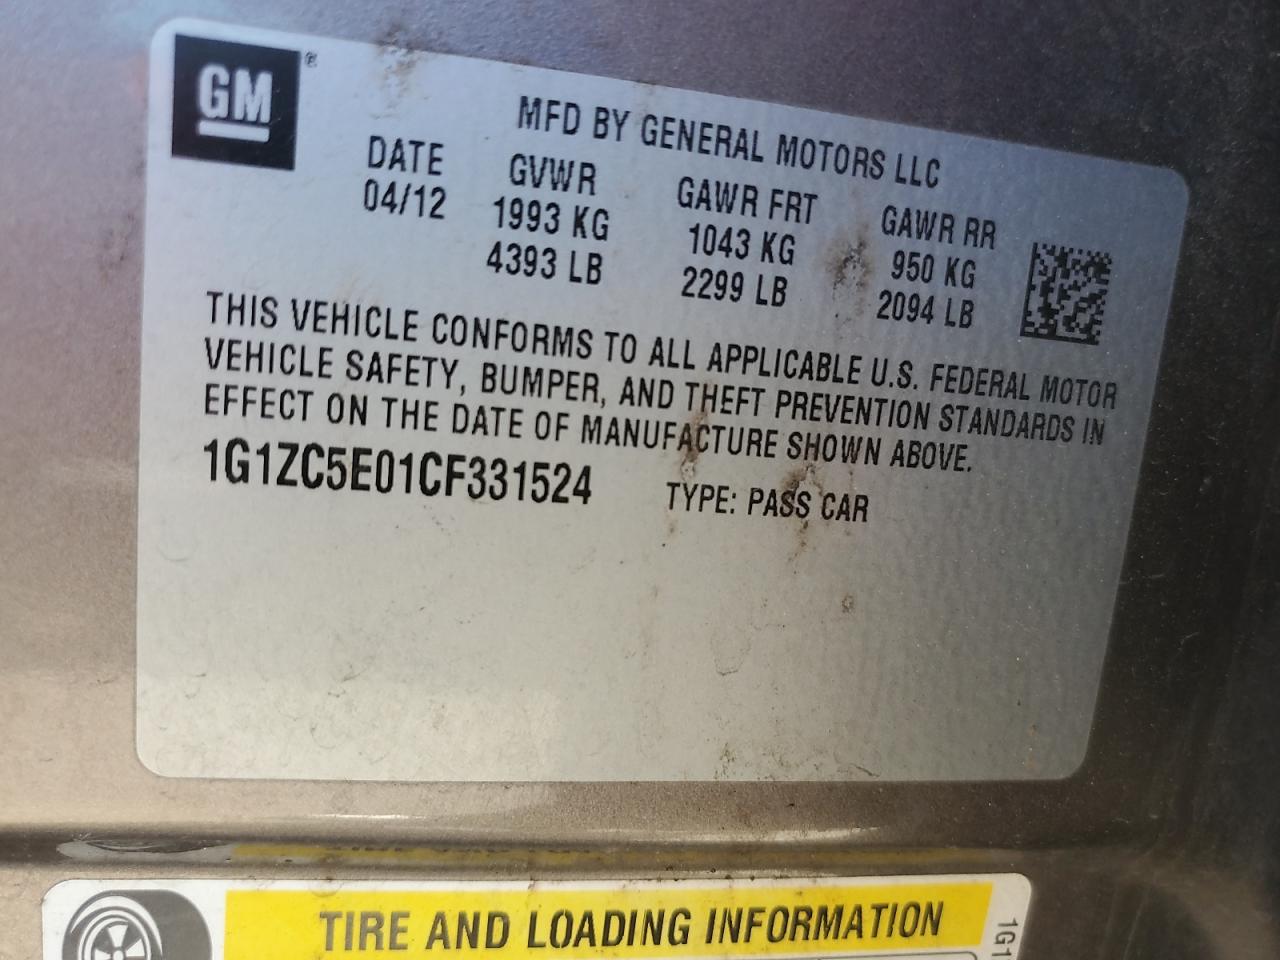 GM®
MFD BY GENERAL MOTORS LLC
DATE GVWR GAWR FRT GAWR RR
04/12 1993 KG 1043 KG 950 KG
4393 LB 2299 LB 2094 LB
THIS VEHICLE CONFORMS TO ALL APPLICABLE U.S. FEDERAL MOTOR
VEHICLE SAFETY, BUMPER, AND THEFT PREVENTION STANDARDS IN
EFFECT ON THE DATE OF MANUFACTURE SHOWN ABOVE.
1G1ZC5E01CF331524 TYPE: PASS CAR
TIRE AND LOADING INFORMATION
1G1